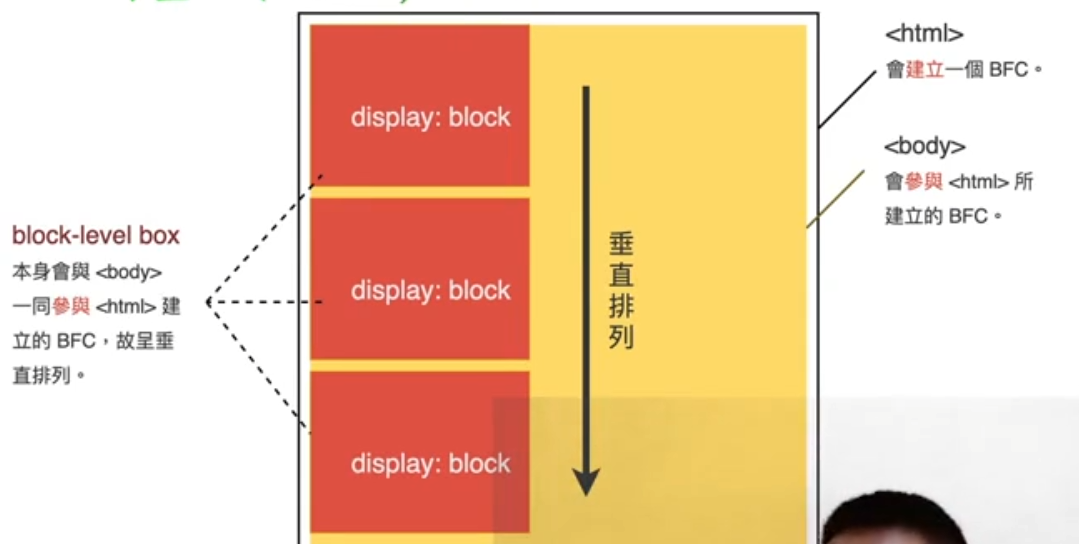 <html>
會建立一個 BFC。
<body>
會參與 <html> 所
建立的 BFC。
display: block
display: block
display: block
垂直排列
block-level box
本身會與 <body>
一同參與 <html> 建
立的 BFC，故呈垂
直排列。